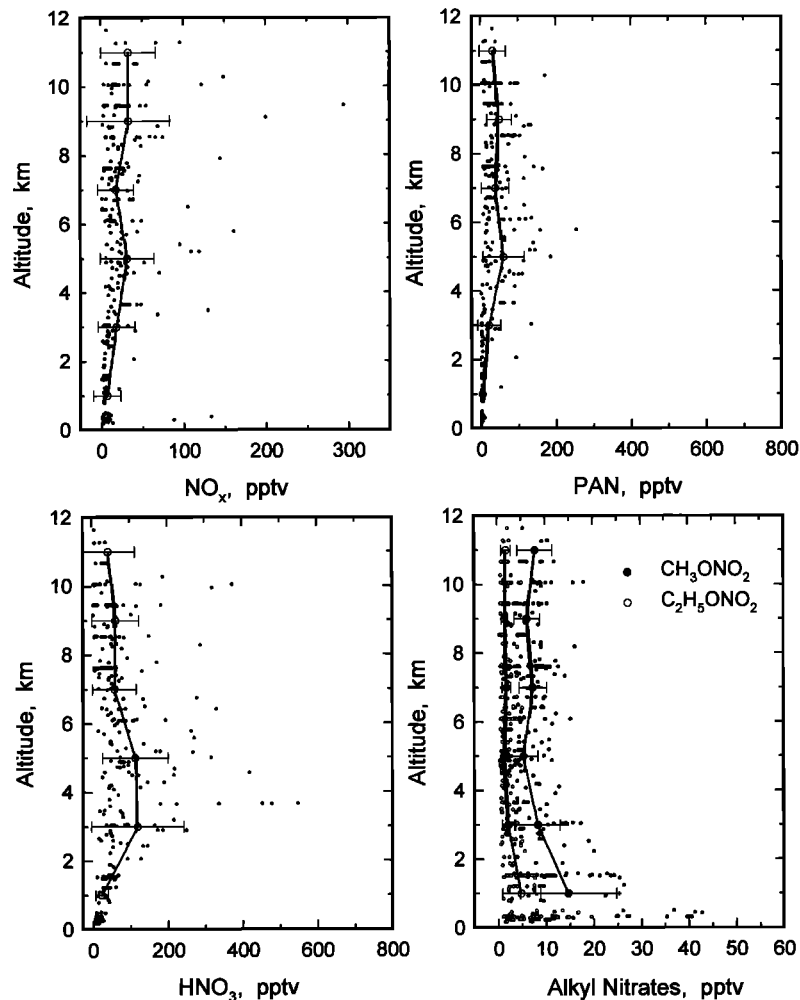 12
10
8
6
4
2
0
Altitude, km
0 100 200 300
NOₓ, pptv
12
10
8
6
4
2
0
Altitude, km
0 200 400 600 800
PAN, pptv
12
10
8
6
4
2
0
Altitude, km
0 200 400 600 800
HNO₃, pptv
12
10
8
6
4
2
0
Altitude, km
CH₃ONO₂
C₂H₅ONO₂
0 10 20 30 40 50 60
Alkyl Nitrates, pptv